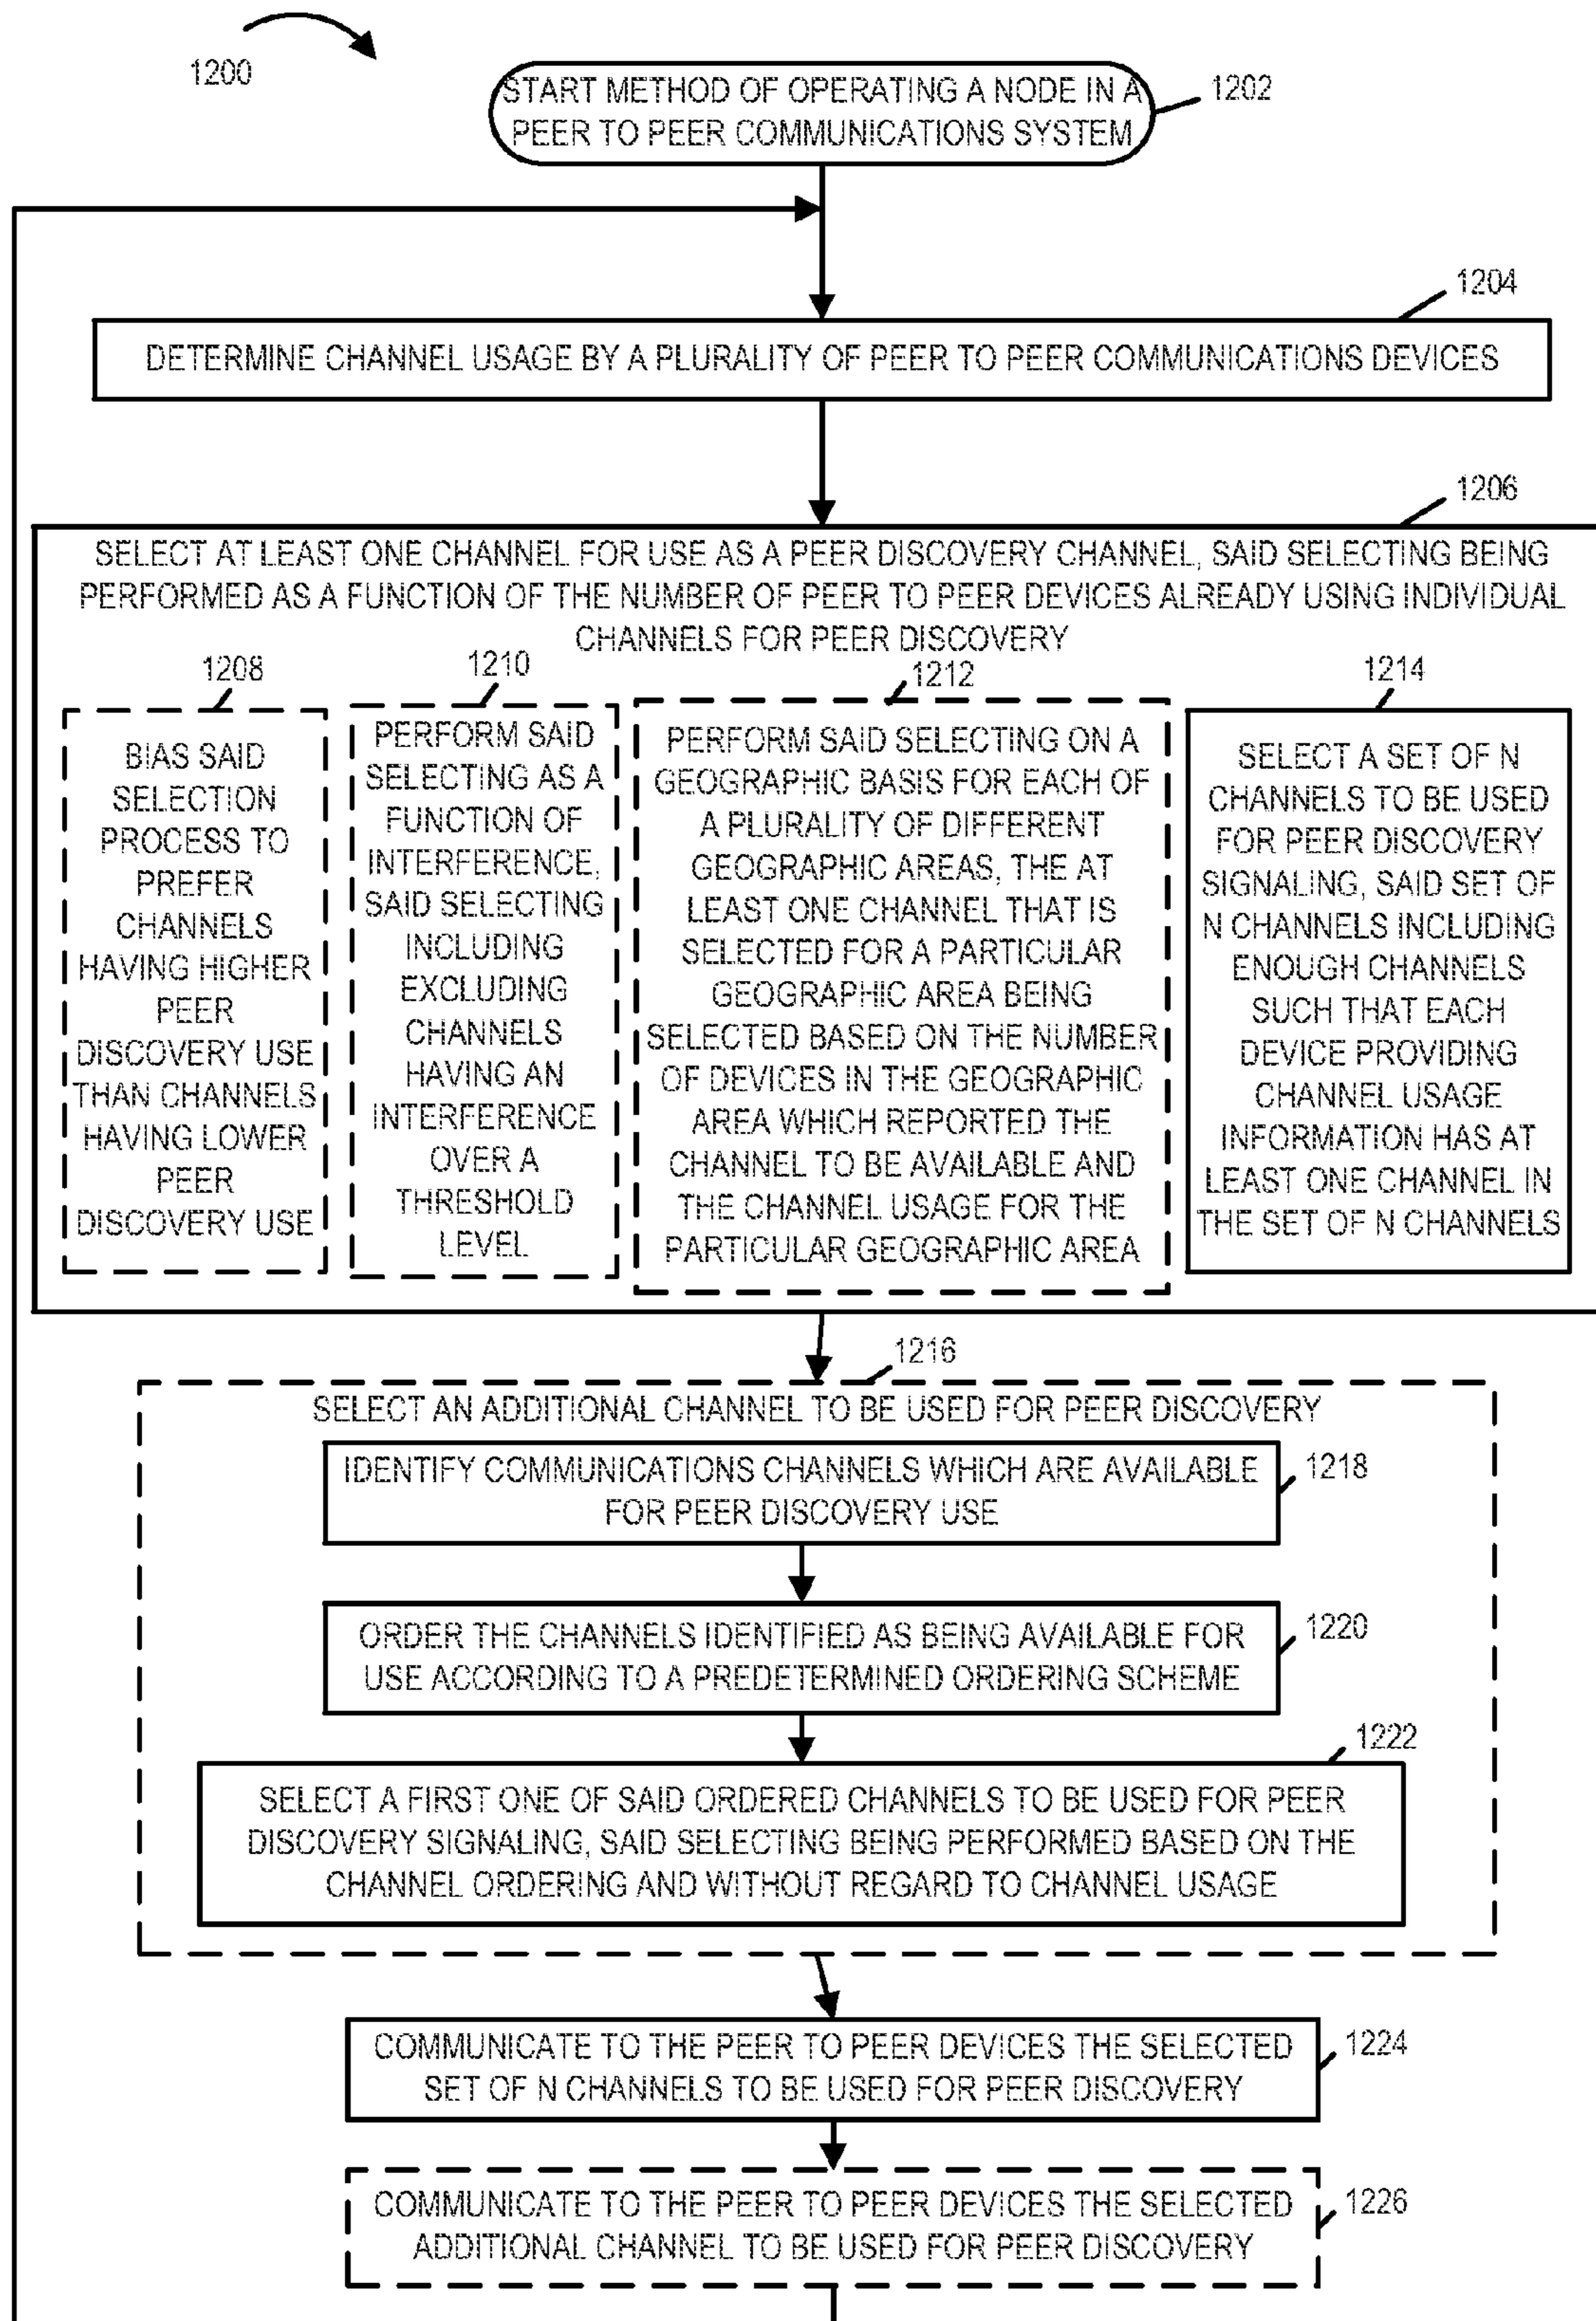 1200
START METHOD OF OPERATING A NODE IN A
PEER TO PEER COMMUNICATIONS SYSTEM
1202
1204
DETERMINE CHANNEL USAGE BY A PLURALITY OF PEER TO PEER COMMUNICATIONS DEVICES
1206
SELECT AT LEAST ONE CHANNEL FOR USE AS A PEER DISCOVERY CHANNEL, SAID SELECTING BEING
PERFORMED AS A FUNCTION OF THE NUMBER OF PEER TO PEER DEVICES ALREADY USING INDIVIDUAL
CHANNELS FOR PEER DISCOVERY
1208
BIAS SAID
SELECTION
PROCESS TO
PREFER
CHANNELS
HAVING HIGHER
PEER
DISCOVERY USE
THAN CHANNELS
HAVING LOWER
PEER
DISCOVERY USE
1210
PERFORM SAID
SELECTING AS A
FUNCTION OF
INTERFERENCE,
SAID SELECTING
INCLUDING
EXCLUDING
CHANNELS
HAVING AN
INTERFERENCE
OVER A
THRESHOLD
LEVEL
1212
PERFORM SAID SELECTING ON A
GEOGRAPHIC BASIS FOR EACH OF
A PLURALITY OF DIFFERENT
GEOGRAPHIC AREAS, THE AT
LEAST ONE CHANNEL THAT IS
SELECTED FOR A PARTICULAR
GEOGRAPHIC AREA BEING
SELECTED BASED ON THE NUMBER
OF DEVICES IN THE GEOGRAPHIC
AREA WHICH REPORTED THE
CHANNEL TO BE AVAILABLE AND
THE CHANNEL USAGE FOR THE
PARTICULAR GEOGRAPHIC AREA
1214
SELECT A SET OF N
CHANNELS TO BE USED
FOR PEER DISCOVERY
SIGNALING, SAID SET OF
N CHANNELS INCLUDING
ENOUGH CHANNELS
SUCH THAT EACH
DEVICE PROVIDING
CHANNEL USAGE
INFORMATION HAS AT
LEAST ONE CHANNEL IN
THE SET OF N CHANNELS
1216
SELECT AN ADDITIONAL CHANNEL TO BE USED FOR PEER DISCOVERY
IDENTIFY COMMUNICATIONS CHANNELS WHICH ARE AVAILABLE
FOR PEER DISCOVERY USE
1218
ORDER THE CHANNELS IDENTIFIED AS BEING AVAILABLE FOR
USE ACCORDING TO A PREDETERMINED ORDERING SCHEME
1220
1222
SELECT A FIRST ONE OF SAID ORDERED CHANNELS TO BE USED FOR PEER
DISCOVERY SIGNALING, SAID SELECTING BEING PERFORMED BASED ON THE
CHANNEL ORDERING AND WITHOUT REGARD TO CHANNEL USAGE
COMMUNICATE TO THE PEER TO PEER DEVICES THE SELECTED
SET OF N CHANNELS TO BE USED FOR PEER DISCOVERY
1224
COMMUNICATE TO THE PEER TO PEER DEVICES THE SELECTED
ADDITIONAL CHANNEL TO BE USED FOR PEER DISCOVERY
1226